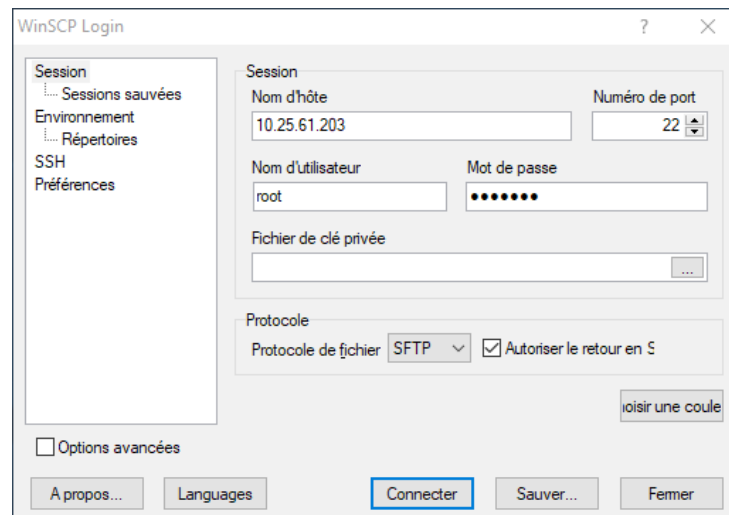 WinSCP Login
Session
Sessions sauvées
Environnement
Répertoires
SSH
Préférences
Session
Nom d'hôte Numéro de port
10.25.61.203 22
Nom d'utilisateur Mot de passe
root •••••••
Fichier de clé privée
...
Protocole
Protocole de fichier SFTP Autoriser le retour en S
oisir une coule
Options avancées
A propos... Languages Connecter Sauver... Fermer